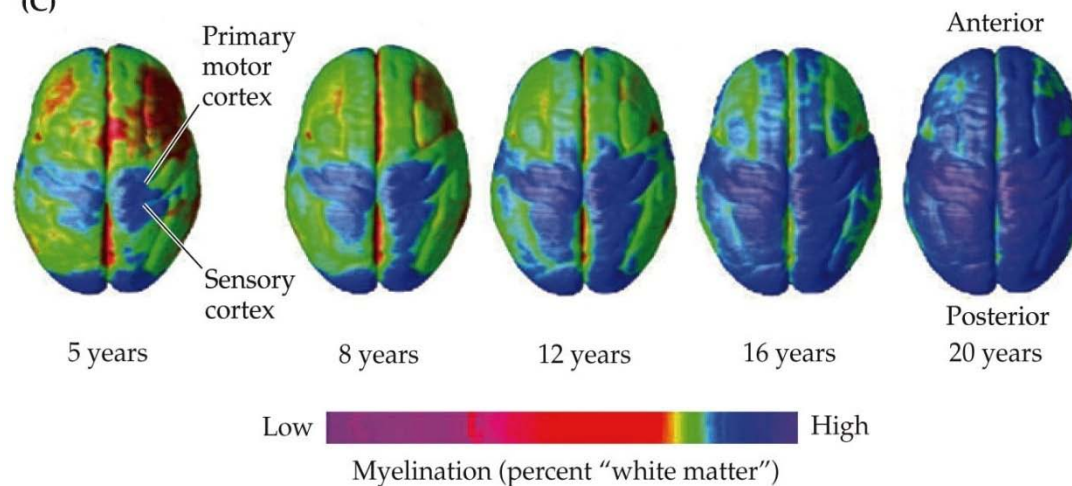 (C)
Primary
motor
cortex
Sensory
cortex
Anterior
Posterior
5 years
8 years
12 years
16 years
20 years
Low
High
Myelination (percent “white matter”)